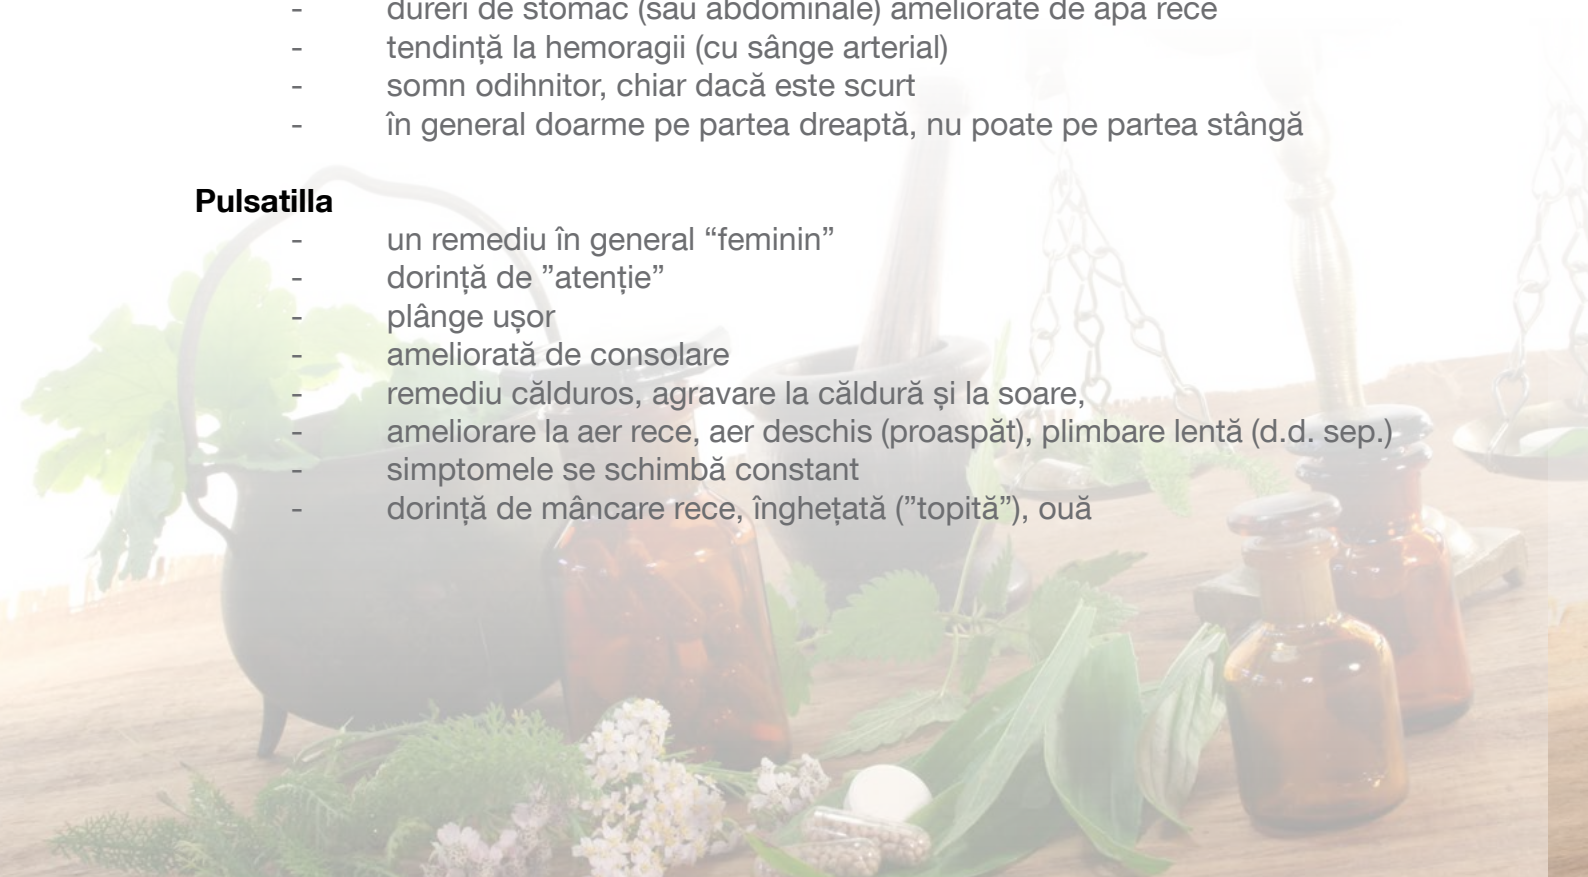 - dureri de stomac (sau abdominale) ameliorate de apă rece
- tendință la hemoragii (cu sânge arterial)
- somn odihnitor, chiar dacă este scurt
- în general doarme pe partea dreaptă, nu poate pe partea stângă
Pulsatilla
- un remediu în general “feminin”
- dorință de ”atenție”
- plânge ușor
- ameliorată de consolare
- remediu călduros, agravare la căldură și la soare,
- ameliorare la aer rece, aer deschis (proaspăt), plimbare lentă (d.d. sep.)
- simptomele se schimbă constant
- dorință de mâncare rece, înghețată (”topită”), ouă